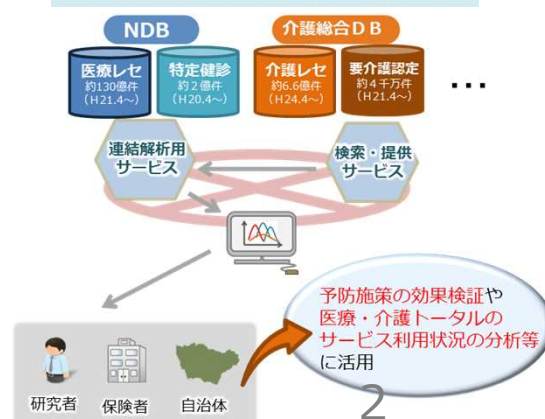 NDB
介護総合DB
医療レセ
約130億件
(H21.4～)
特定健診
約2億件
(H20.4～)
介護レセ
約6.6億件
(H24.4～)
要介護認定
約4千万件
(H21.4～)
…
連結解析用
サービス
検索・提供
サービス
予防施策の効果検証や
医療・介護トータルの
サービス利用状況の分析等
に活用
研究者
保険者
自治体
2